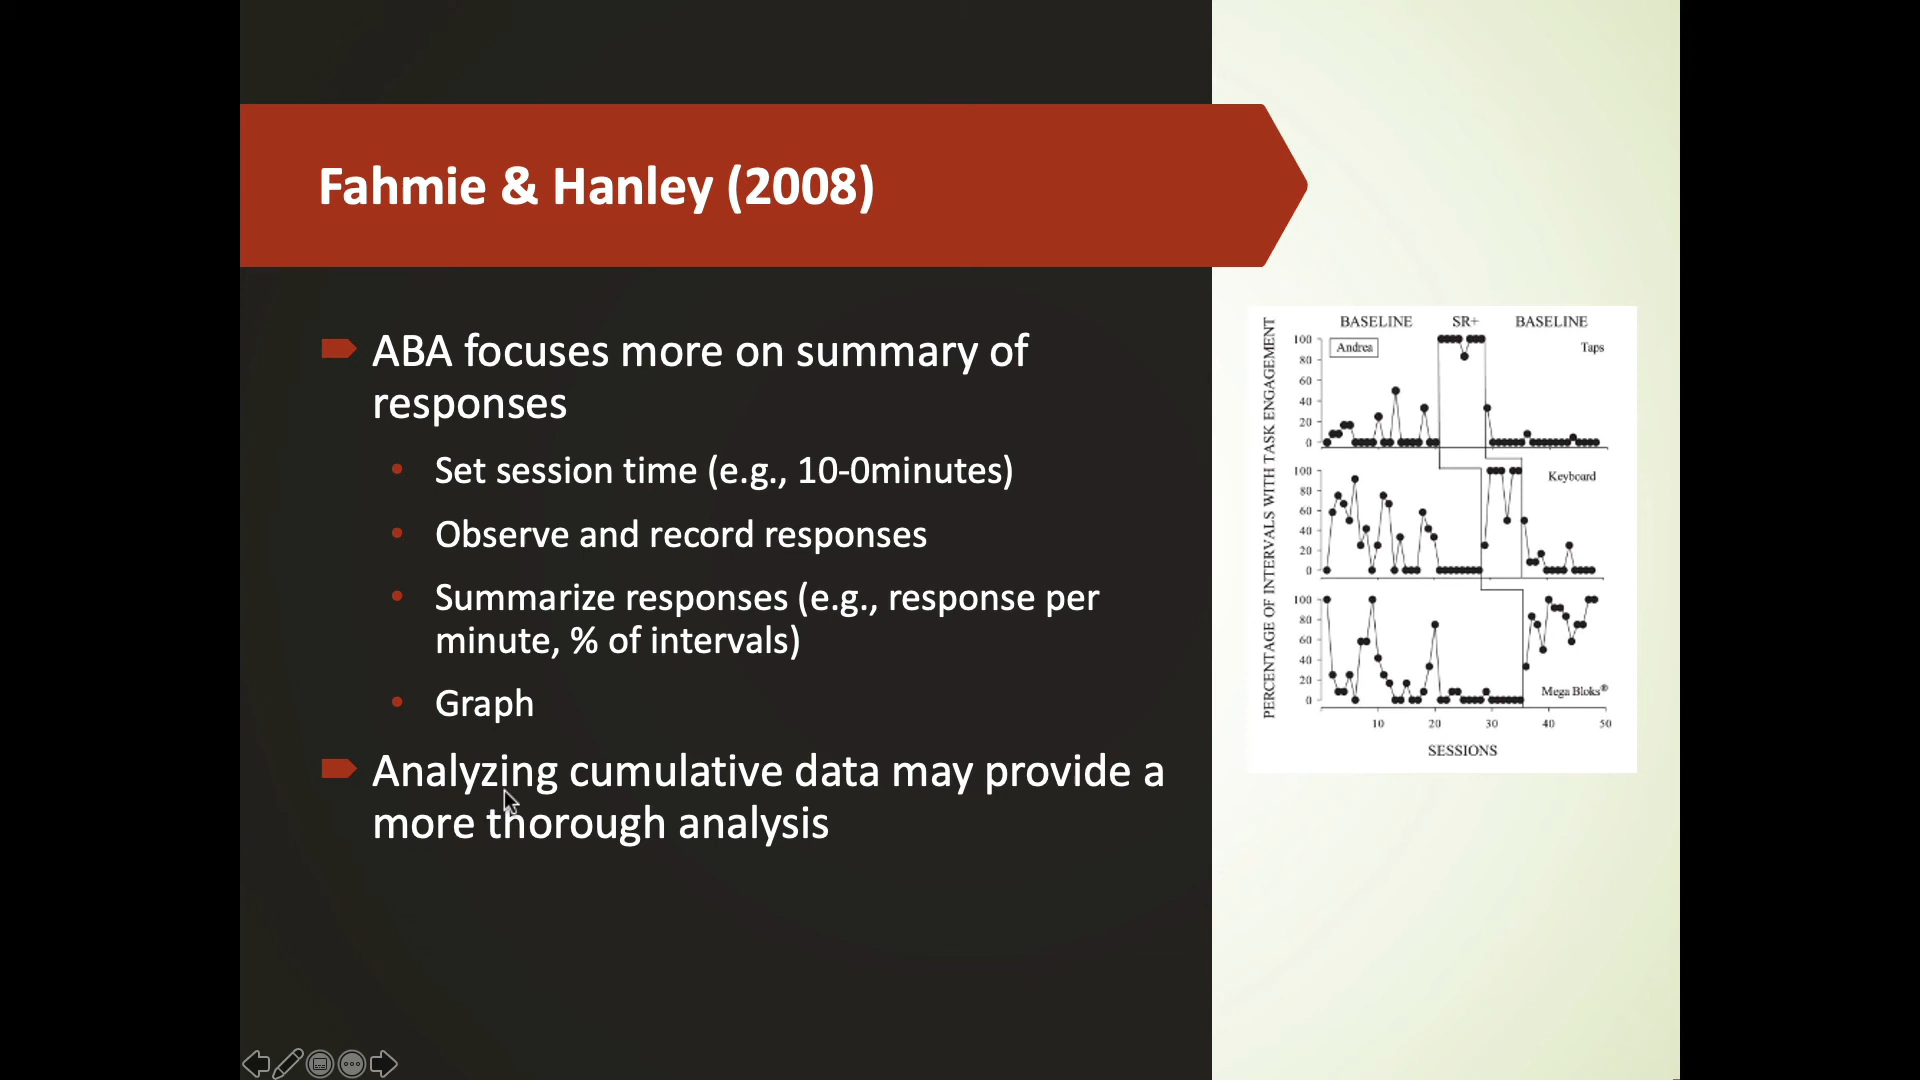 Fahmie & Hanley (2008)
ABA focuses more on summary of
responses
Set session time (e.g., 10-0minutes)
Observe and record responses
Summarize responses (e.g., response per
minute, % of intervals)
Graph
Analyzing cumulative data may provide a
more thorough analysis
PERCENTAGE OF INTERVALS WITH TASK ENGAGEMENT
BASELINE SR+ BASELINE
100
80
60
40
20
0
Andrea
Taps
100
80
60
40
20
0
Keyboard
100
80
60
40
20
0
Mega Bloks®
10 20 30 40 50
SESSIONS